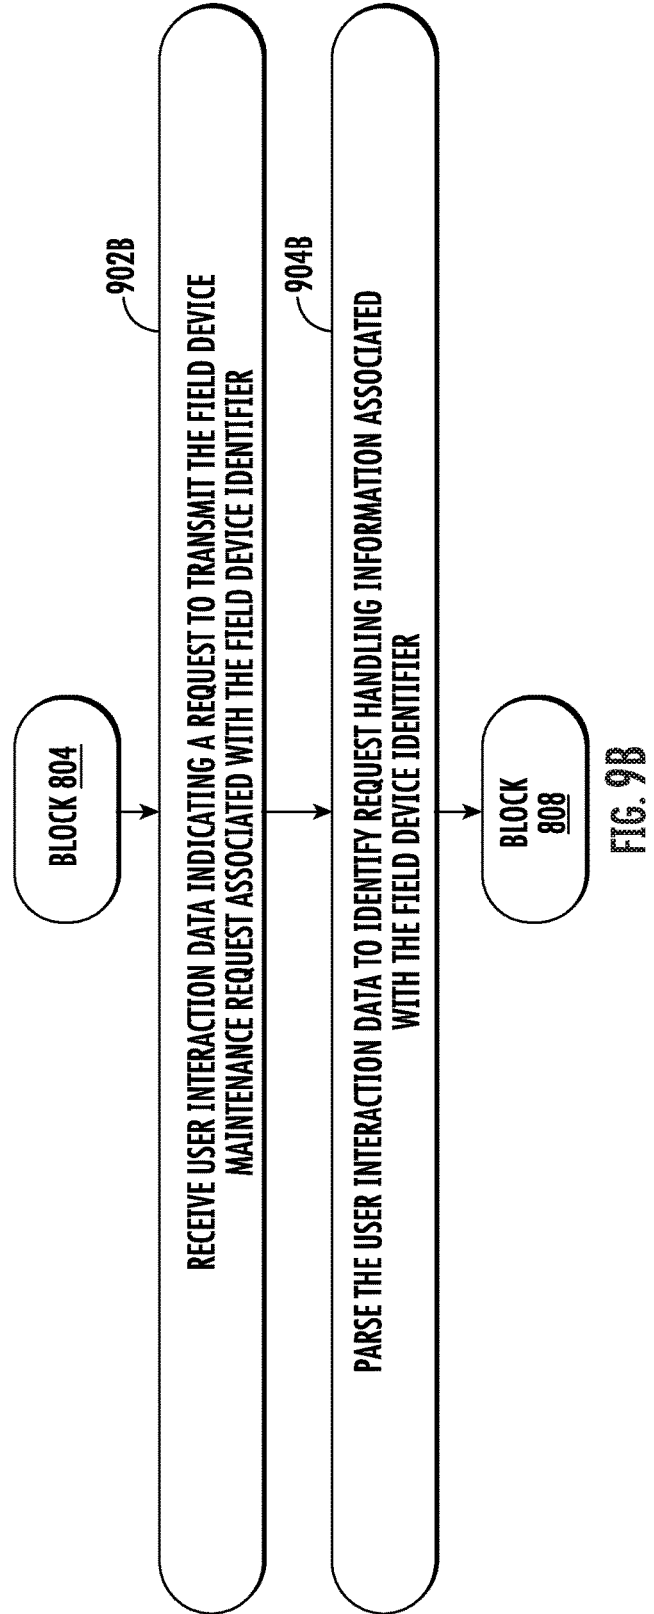 BLOCK 804
902B
RECEIVE USER INTERACTION DATA INDICATING A REQUEST TO TRANSMIT THE FIELD DEVICE
MAINTENANCE REQUEST ASSOCIATED WITH THE FIELD DEVICE IDENTIFIER
904B
PARSE THE USER INTERACTION DATA TO IDENTIFY REQUEST HANDLING INFORMATION ASSOCIATED
WITH THE FIELD DEVICE IDENTIFIER
BLOCK
808
FIG. 9B